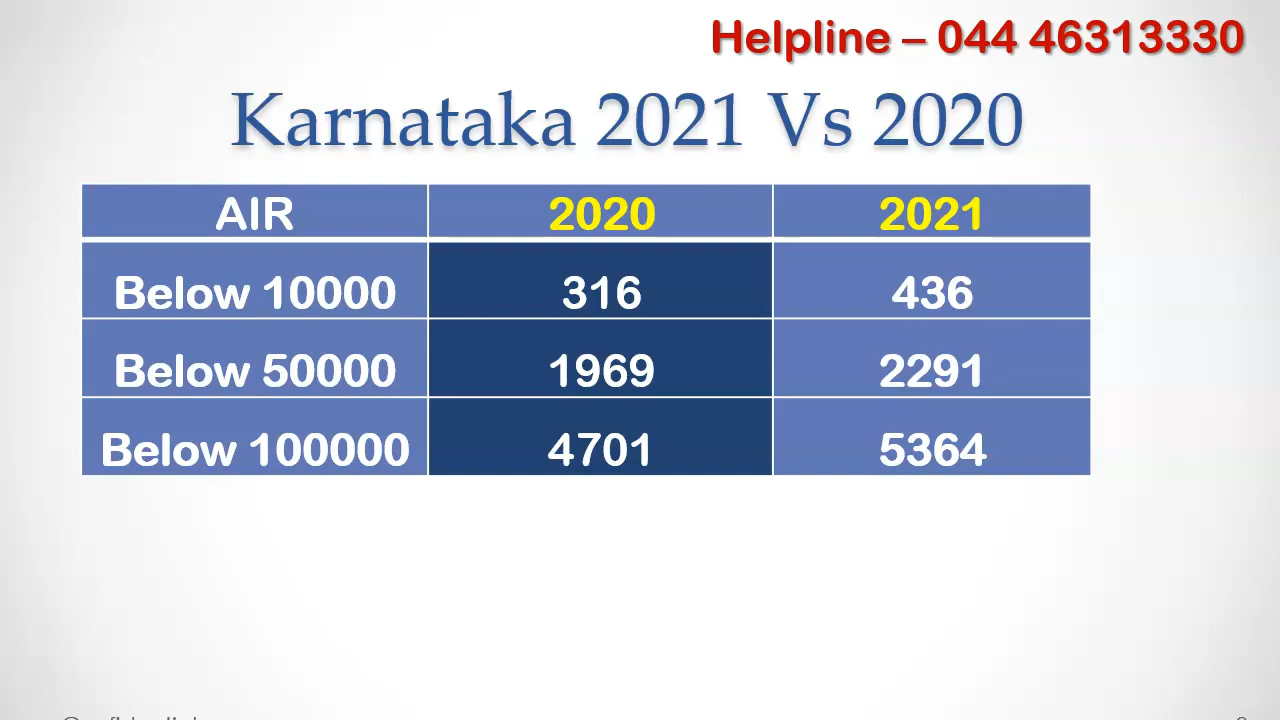 Helpline – 044 46313330
Karnataka 2021 Vs 2020
AIR 2020 2021
Below 10000 316 436
Below 50000 1969 2291
Below 100000 4701 5364